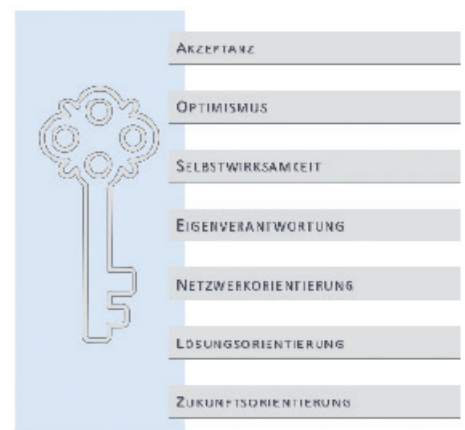 AKZEPTANZ
OPTIMISMUS
SELBSTWIRKSAMKEIT
EIGENVERANTWORTUNG
NETZWERKORIENTIERUNG
LÖSUNGSORIENTIERUNG
ZUKUNFTSORIENTIERUNG